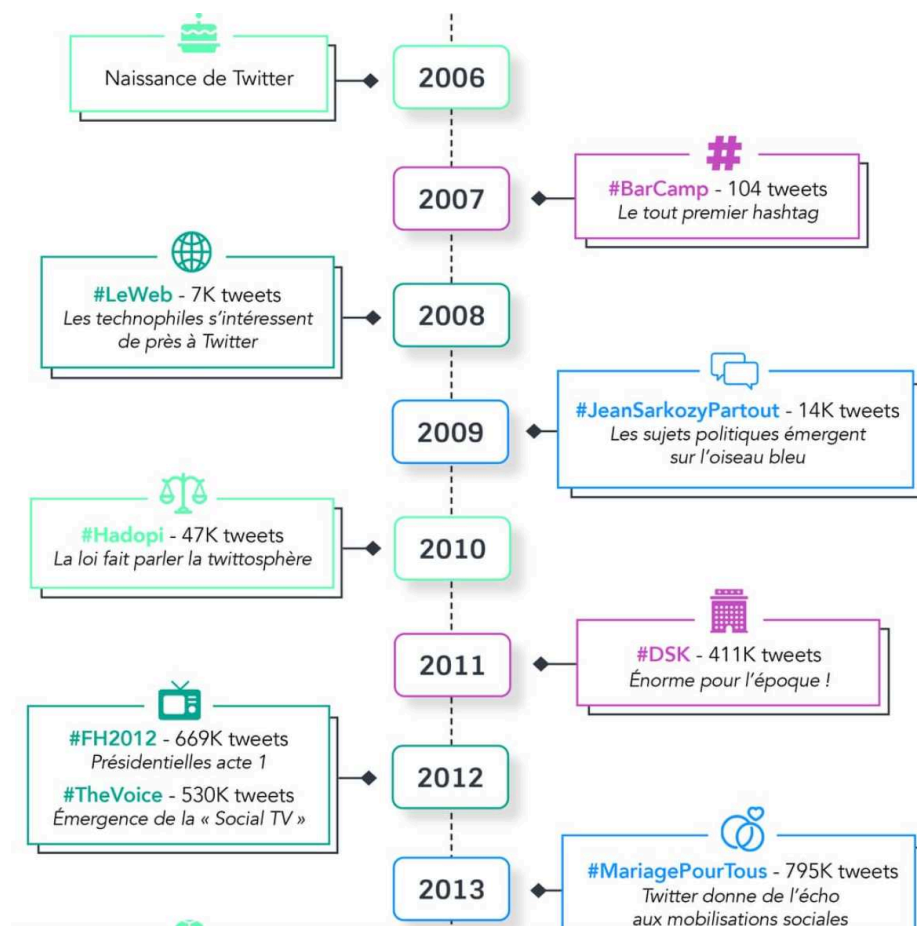 Naissance de Twitter
2006
2007
#BarCamp - 104 tweets
Le tout premier hashtag
#LeWeb - 7K tweets
Les technophiles s’intéressent
de près à Twitter
2008
2009
#JeanSarkozyPartout - 14K tweets
Les sujets politiques émergent
sur l’oiseau bleu
#Hadopi - 47K tweets
La loi fait parler la twittosphère
2010
2011
#DSK - 411K tweets
Énorme pour l’époque !
#FH2012 - 669K tweets
Présidentielles acte 1
#TheVoice - 530K tweets
Émergence de la « Social TV »
2012
2013
#MariagePourTous - 795K tweets
Twitter donne de l’écho
aux mobilisations sociales